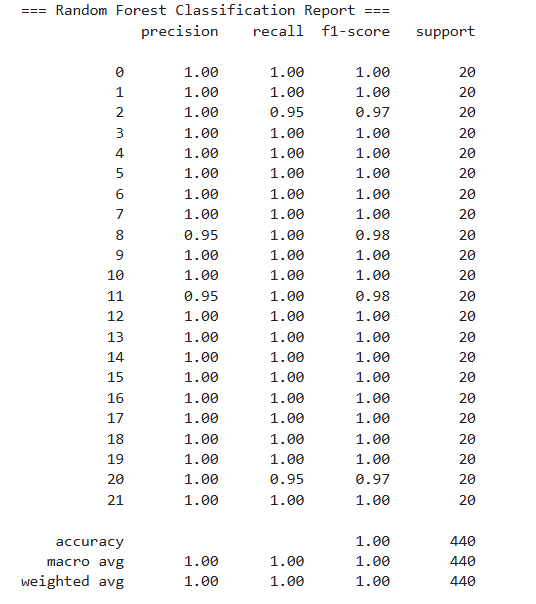 === Random Forest Classification Report ===
precision recall f1-score support
0 1.00 1.00 1.00 20
1 1.00 1.00 1.00 20
2 1.00 0.95 0.97 20
3 1.00 1.00 1.00 20
4 1.00 1.00 1.00 20
5 1.00 1.00 1.00 20
6 1.00 1.00 1.00 20
7 1.00 1.00 1.00 20
8 0.95 1.00 0.98 20
9 1.00 1.00 1.00 20
10 1.00 1.00 1.00 20
11 0.95 1.00 0.98 20
12 1.00 1.00 1.00 20
13 1.00 1.00 1.00 20
14 1.00 1.00 1.00 20
15 1.00 1.00 1.00 20
16 1.00 1.00 1.00 20
17 1.00 1.00 1.00 20
18 1.00 1.00 1.00 20
19 1.00 1.00 1.00 20
20 1.00 0.95 0.97 20
21 1.00 1.00 1.00 20
accuracy 1.00 440
macro avg 1.00 1.00 1.00 440
weighted avg 1.00 1.00 1.00 440